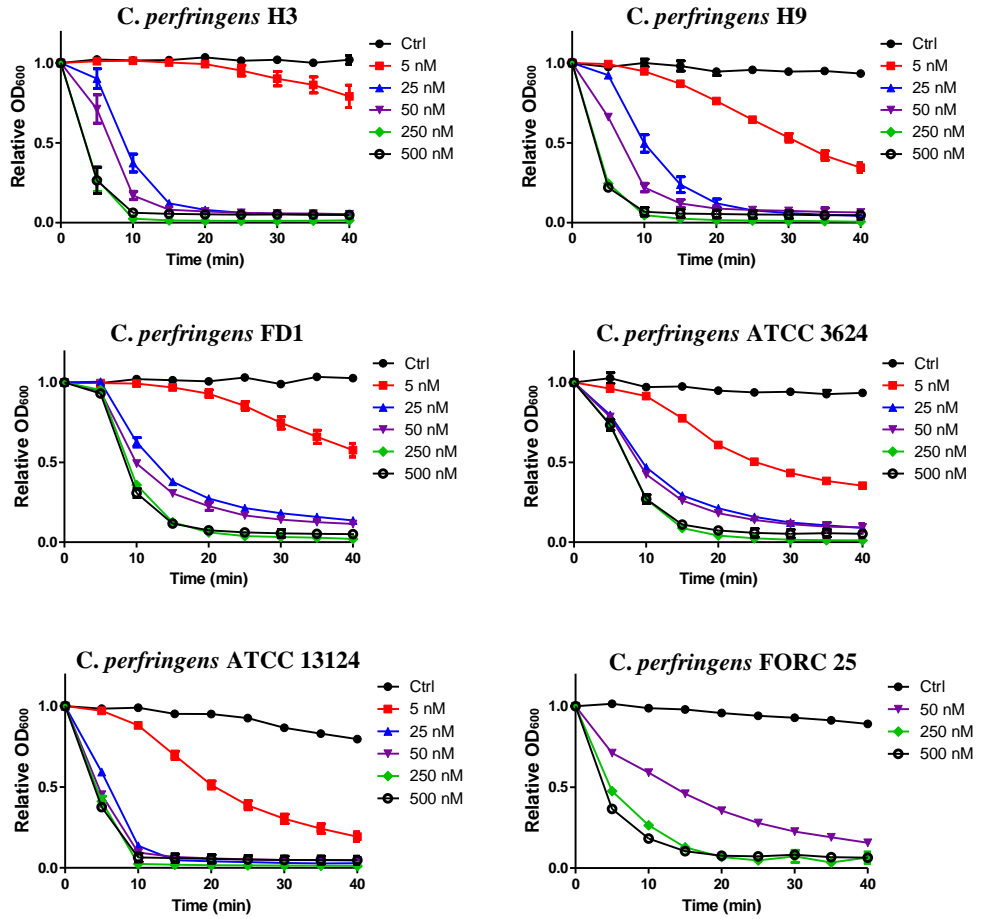 C. perfringens H3
Relative OD600
1.0
0.5
0.0
0 10 20 30 40
Time (min)
Ctrl
5 nM
25 nM
50 nM
250 nM
500 nM
C. perfringens H9
Relative OD600
1.0
0.5
0.0
0 10 20 30 40
Time (min)
Ctrl
5 nM
25 nM
50 nM
250 nM
500 nM
C. perfringens FD1
Relative OD600
1.0
0.5
0.0
0 10 20 30 40
Time (min)
Ctrl
5 nM
25 nM
50 nM
250 nM
500 nM
C. perfringens ATCC 3624
Relative OD600
1.0
0.5
0.0
0 10 20 30 40
Time (min)
Ctrl
5 nM
25 nM
50 nM
250 nM
500 nM
C. perfringens ATCC 13124
Relative OD600
1.0
0.5
0.0
0 10 20 30 40
Time (min)
Ctrl
5 nM
25 nM
50 nM
250 nM
500 nM
C. perfringens FORC 25
Relative OD600
1.0
0.5
0.0
0 10 20 30 40
Time (min)
Ctrl
50 nM
250 nM
500 nM